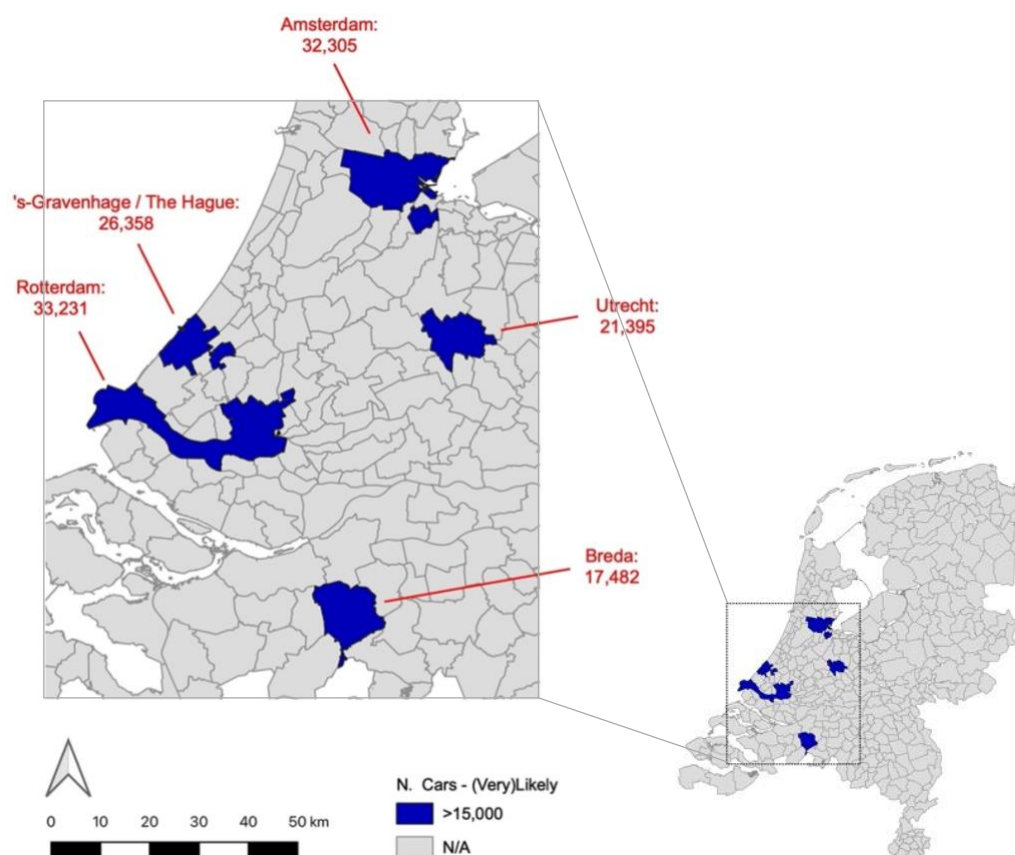 Amsterdam:
32,305
's-Gravenhage / The Hague:
26,358
Rotterdam:
33,231
Utrecht:
21,395
Breda:
17,482
N. Cars - (Very)Likely
>15,000
N/A
0 10 20 30 40 50 km